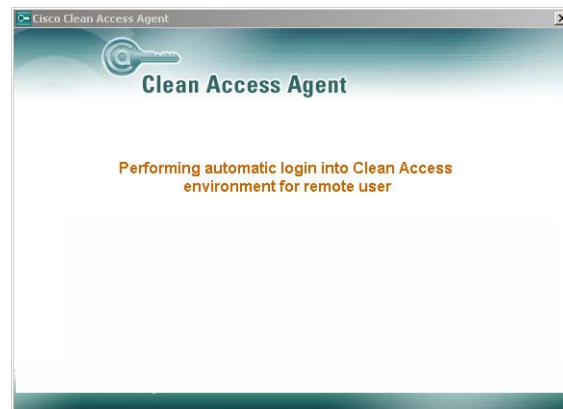 Cisco Clean Access Agent
Clean Access Agent
Performing automatic login into Clean Access
environment for remote user